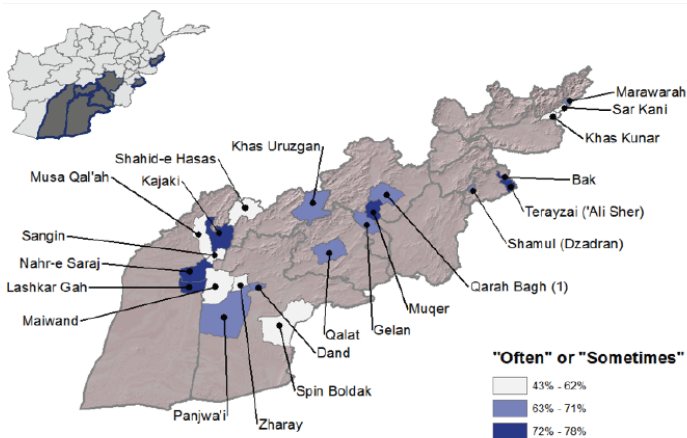 Marawarah
Sar Kani
Khas Kunar
Khas Uruzgan
Shahid-e Hasas
Musa Qal'ah
Kajaki
Bak
Terayzai ('Ali Sher)
Sangin
Shamul (Dzadran)
Nahr-e Saraj
Qarah Bagh (1)
Lashkar Gah
Muqer
Maiwand
Gelan
Qalat
Dand
Spin Boldak
Panjwa'i
Zharay
"Often" or "Sometimes"
43% - 62%
63% - 71%
72% - 78%